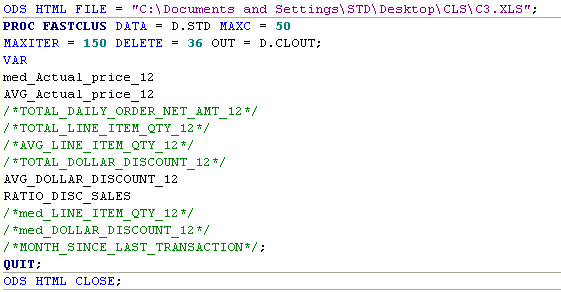 ODS HTML FILE = "C:\Documents and Settings\STD\Desktop\CLS\C3.XLS";
PROC FASTCLUS DATA = D.STD MAXC = 50
MAXITER = 150 DELETE = 36 OUT = D.CLOUT;
VAR
med_Actual_price_12
AVG_Actual_price_12
/*TOTAL_DAILY_ORDER_NET_AMT_12*/
/*TOTAL_LINE_ITEM_QTY_12*/
/*AVG_LINE_ITEM_QTY_12*/
/*TOTAL_DOLLAR_DISCOUNT_12*/
AVG_DOLLAR_DISCOUNT_12
RATIO_DISC_SALES
/*med_LINE_ITEM_QTY_12*/
/*med_DOLLAR_DISCOUNT_12*/
/*MONTH_SINCE_LAST_TRANSACTION*/;
QUIT;
ODS HTML CLOSE;